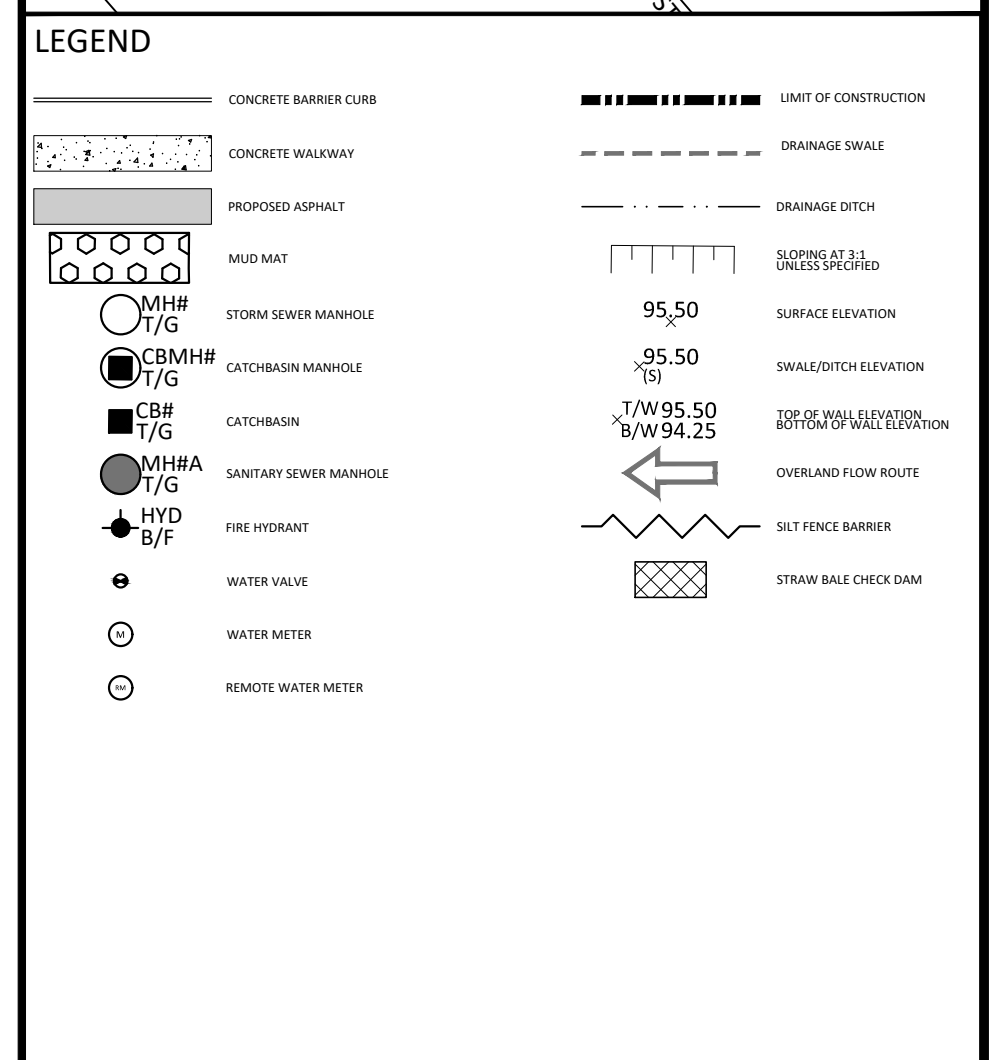 ST
LEGEND
CONCRETE BARRIER CURB
CONCRETE WALKWAY
PROPOSED ASPHALT
MUD MAT
MH#
T/G
STORM SEWER MANHOLE
CBMH#
T/G
CATCHBASIN MANHOLE
CB#
T/G
CATCHBASIN
MH#A
T/G
SANITARY SEWER MANHOLE
HYD
B/F
FIRE HYDRANT
WATER VALVE
M
WATER METER
RM
REMOTE WATER METER
LIMIT OF CONSTRUCTION
DRAINAGE SWALE
DRAINAGE DITCH
SLOPING AT 3:1
UNLESS SPECIFIED
95.50
SURFACE ELEVATION
95.50
(S)
SWALE/DITCH ELEVATION
T/W 95.50
B/W 94.25
TOP OF WALL ELEVATION
BOTTOM OF WALL ELEVATION
OVERLAND FLOW ROUTE
SILT FENCE BARRIER
STRAW BALE CHECK DAM